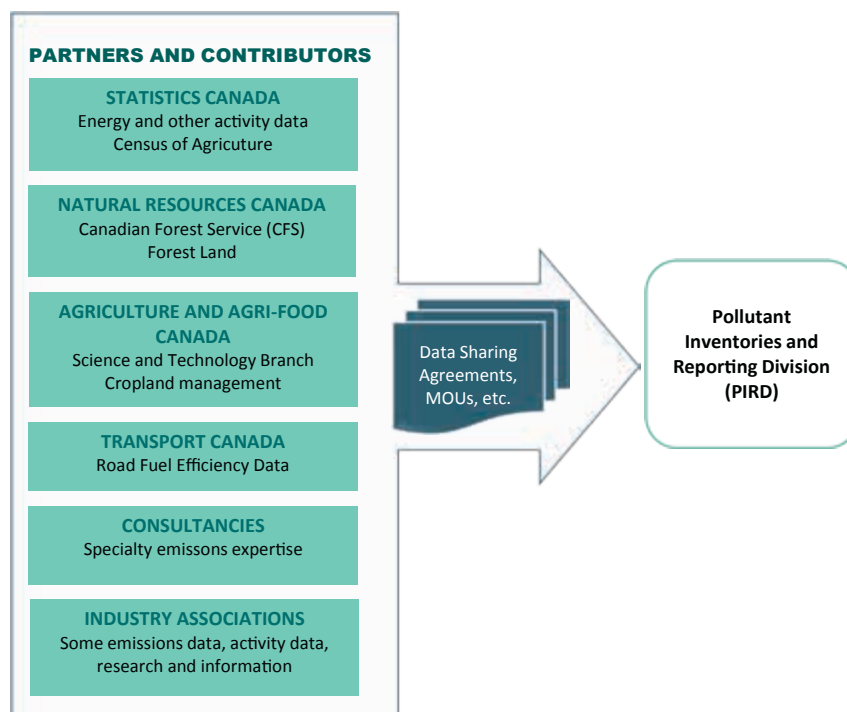 PARTNERS AND CONTRIBUTORS
STATISTICS CANADA
Energy and other activity data
Census of Agricuture
NATURAL RESOURCES CANADA
Canadian Forest Service (CFS)
Forest Land
AGRICULTURE AND AGRI-FOOD
CANADA
Science and Technology Branch
Cropland management
TRANSPORT CANADA
Road Fuel Efficiency Data
CONSULTANCIES
Specialty emissons expertise
INDUSTRY ASSOCIATIONS
Some emissions data, activity data,
research and information
Data Sharing
Agreements,
MOUs, etc.
Pollutant
Inventories and
Reporting Division
(PIRD)